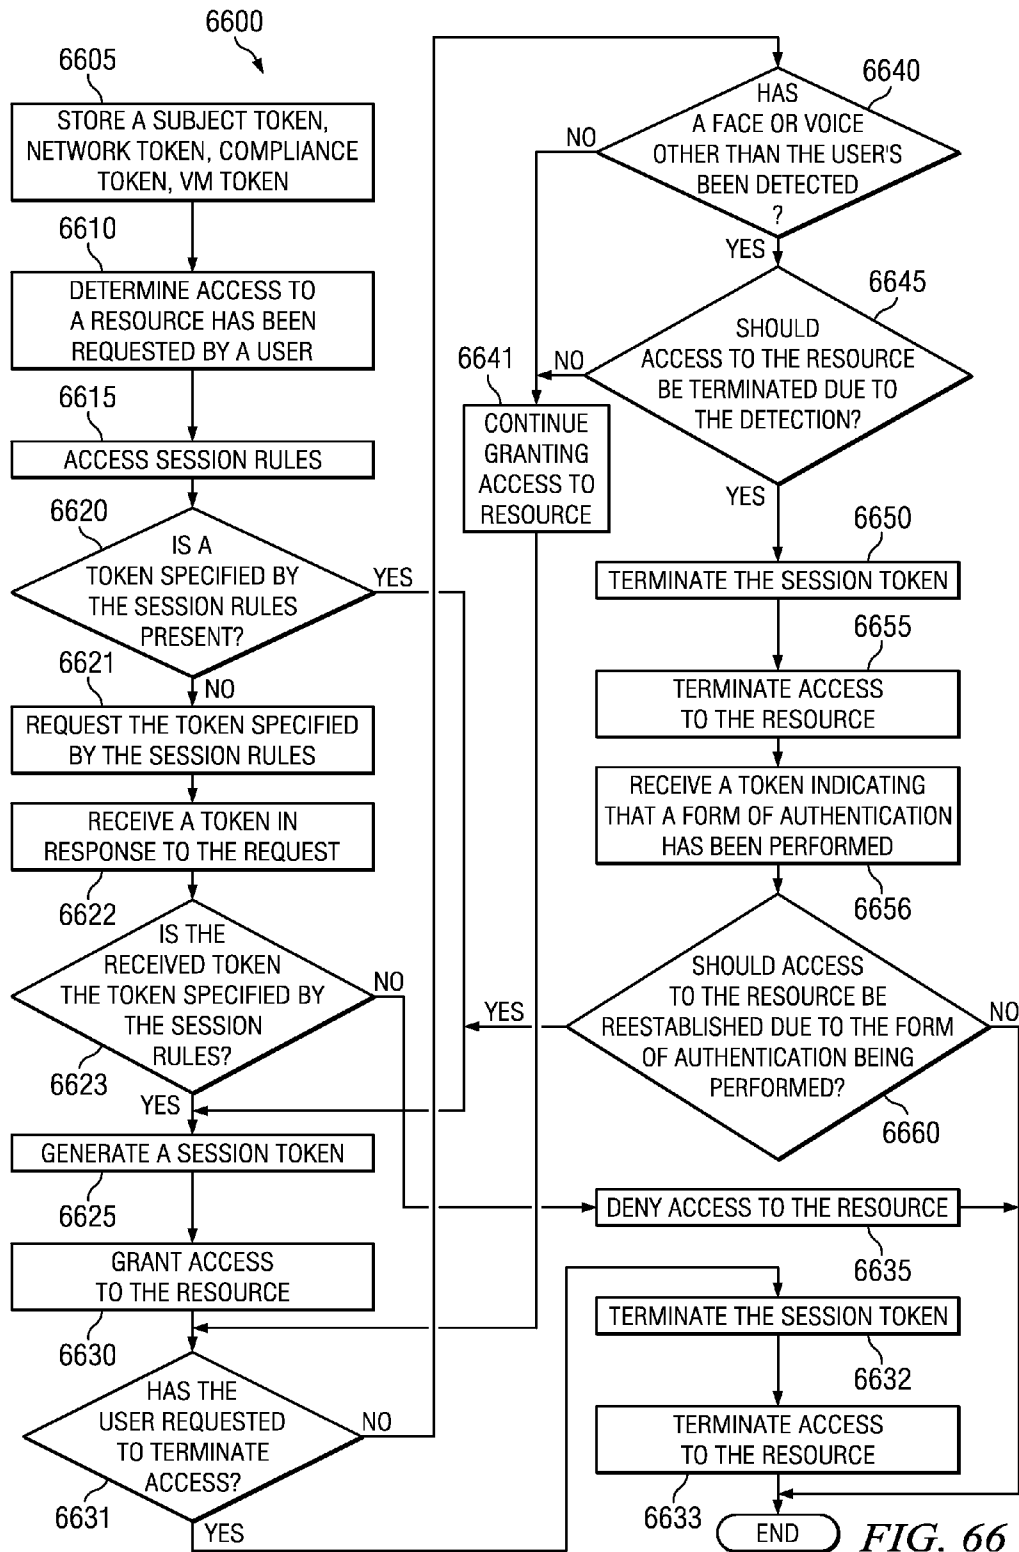 6600
6605
STORE A SUBJECT TOKEN,
NETWORK TOKEN, COMPLIANCE
TOKEN, VM TOKEN
6610
DETERMINE ACCESS TO
A RESOURCE HAS BEEN
REQUESTED BY A USER
6615
ACCESS SESSION RULES
6620
IS A
TOKEN SPECIFIED BY
THE SESSION RULES
PRESENT?
YES
6621
NO
REQUEST THE TOKEN SPECIFIED
BY THE SESSION RULES
RECEIVE A TOKEN IN
RESPONSE TO THE REQUEST
6622
IS THE
RECEIVED TOKEN
THE TOKEN SPECIFIED BY
THE SESSION
RULES?
NO
6623
YES
GENERATE A SESSION TOKEN
6625
GRANT ACCESS
TO THE RESOURCE
6630
HAS THE
USER REQUESTED
TO TERMINATE
ACCESS?
NO
6631
YES
6640
HAS
A FACE OR VOICE
OTHER THAN THE USER'S
BEEN DETECTED
?
NO
YES
6645
SHOULD
ACCESS TO THE RESOURCE
BE TERMINATED DUE TO
THE DETECTION?
NO
6641
CONTINUE
GRANTING
ACCESS TO
RESOURCE
YES
6650
TERMINATE THE SESSION TOKEN
6655
TERMINATE ACCESS
TO THE RESOURCE
RECEIVE A TOKEN INDICATING
THAT A FORM OF AUTHENTICATION
HAS BEEN PERFORMED
6656
SHOULD ACCESS
TO THE RESOURCE BE
REESTABLISHED DUE TO THE FORM
OF AUTHENTICATION BEING
PERFORMED?
YES
NO
6660
DENY ACCESS TO THE RESOURCE
6635
TERMINATE THE SESSION TOKEN
6632
TERMINATE ACCESS
TO THE RESOURCE
6633
END
FIG. 66